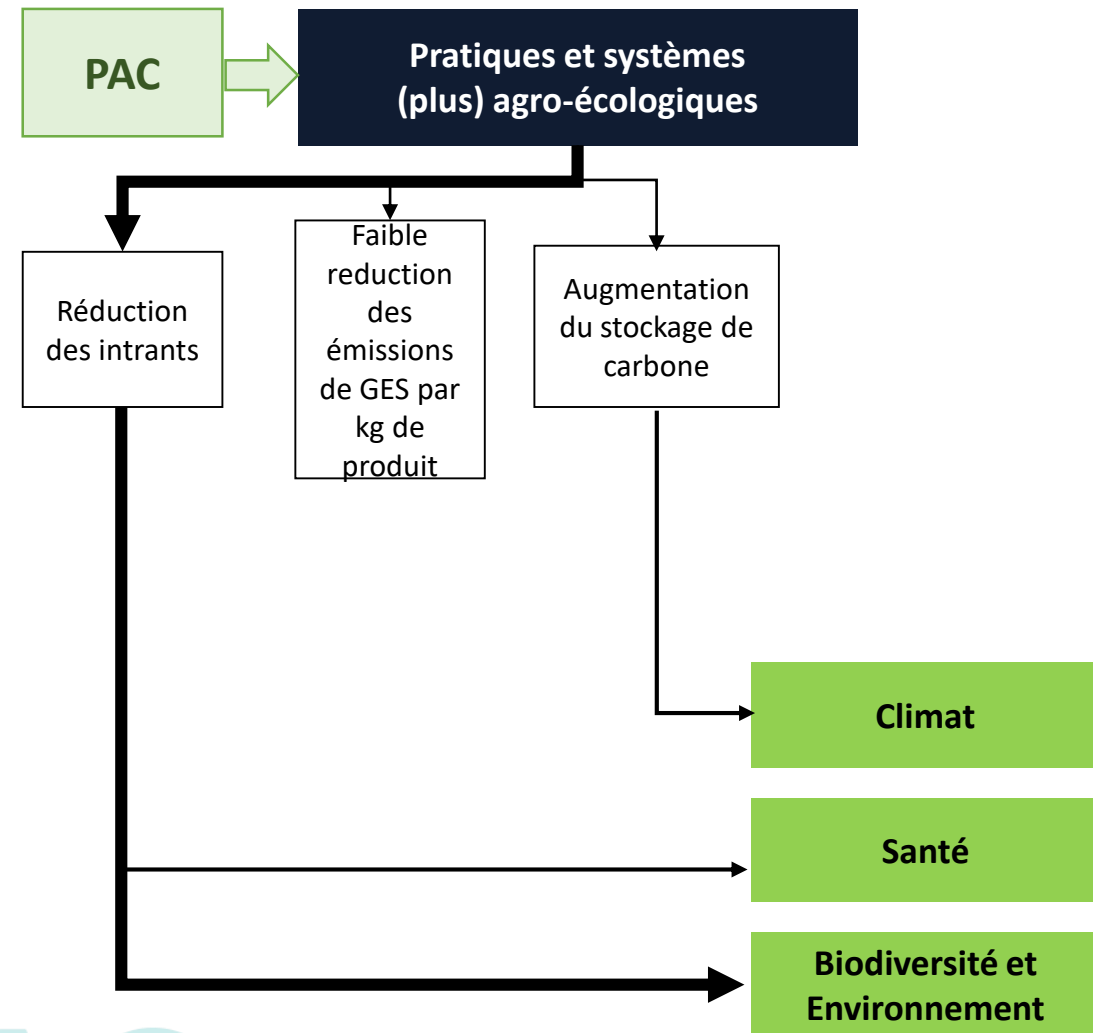 PAC
Pratiques et systèmes
(plus) agro-écologiques
Réduction
des intrants
Faible
reduction
des
émissions
de GES par
kg de
produit
Augmentation
du stockage de
carbone
Climat
Santé
Biodiversité et
Environnement